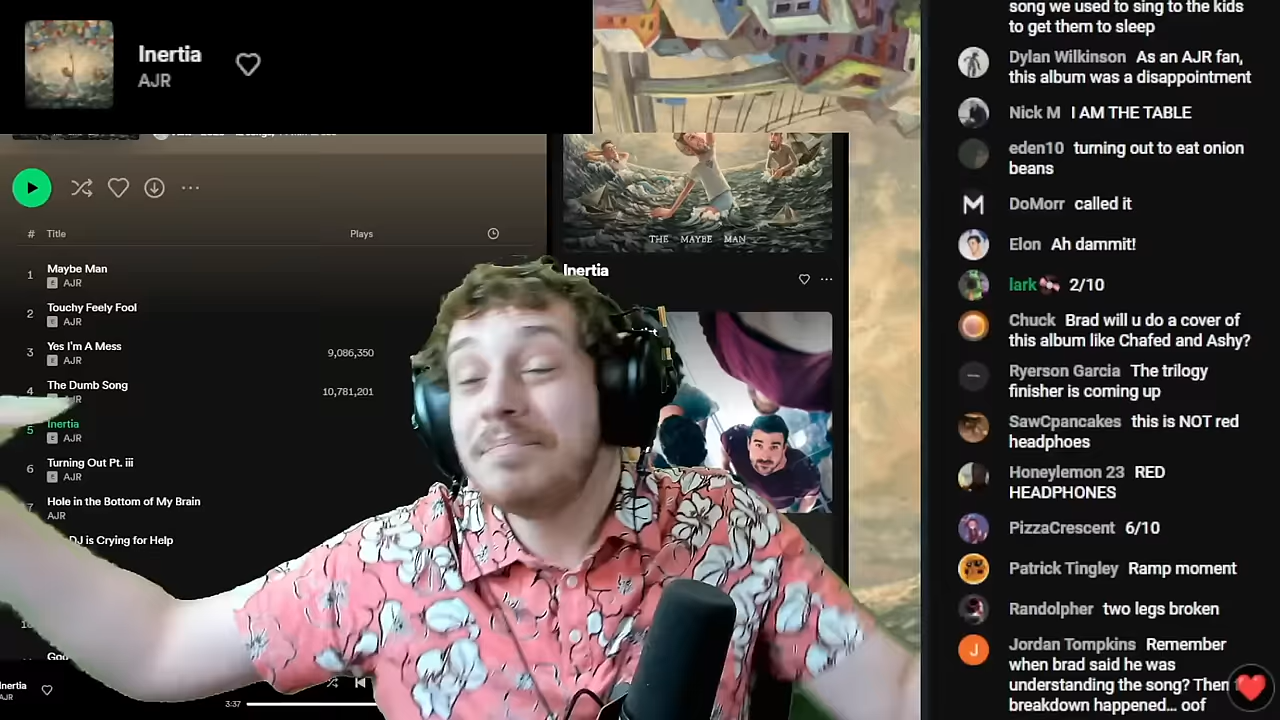 Inertia
AJR
# Title Plays
1 Maybe Man
E AJR
2 Touchy Feely Fool
E AJR
3 Yes I'm A Mess 9,086,350
E AJR
4 The Dumb Song 10,781,201
5 Inertia
E AJR
6 Turning Out Pt. iii
E AJR
7 Hole in the Bottom of My Brain
AJR
DJ is Crying for Help
Inertia
AJR
3:37
THE MAYBE MAN
Inertia
song we used to sing to the kids
to get them to sleep
Dylan Wilkinson As an AJR fan,
this album was a disappointment
Nick M I AM THE TABLE
eden10 turning out to eat onion
beans
DoMorr called it
Elon Ah dammit!
lark 2/10
Chuck Brad will u do a cover of
this album like Chafed and Ashy?
Ryerson Garcia The trilogy
finisher is coming up
SawCpancakes this is NOT red
headphoes
Honeylemon 23 RED
HEADPHONES
PizzaCrescent 6/10
Patrick Tingley Ramp moment
Randolpher two legs broken
J Jordan Tompkins Remember
when brad said he was
understanding the song? Then
breakdown happened... oof